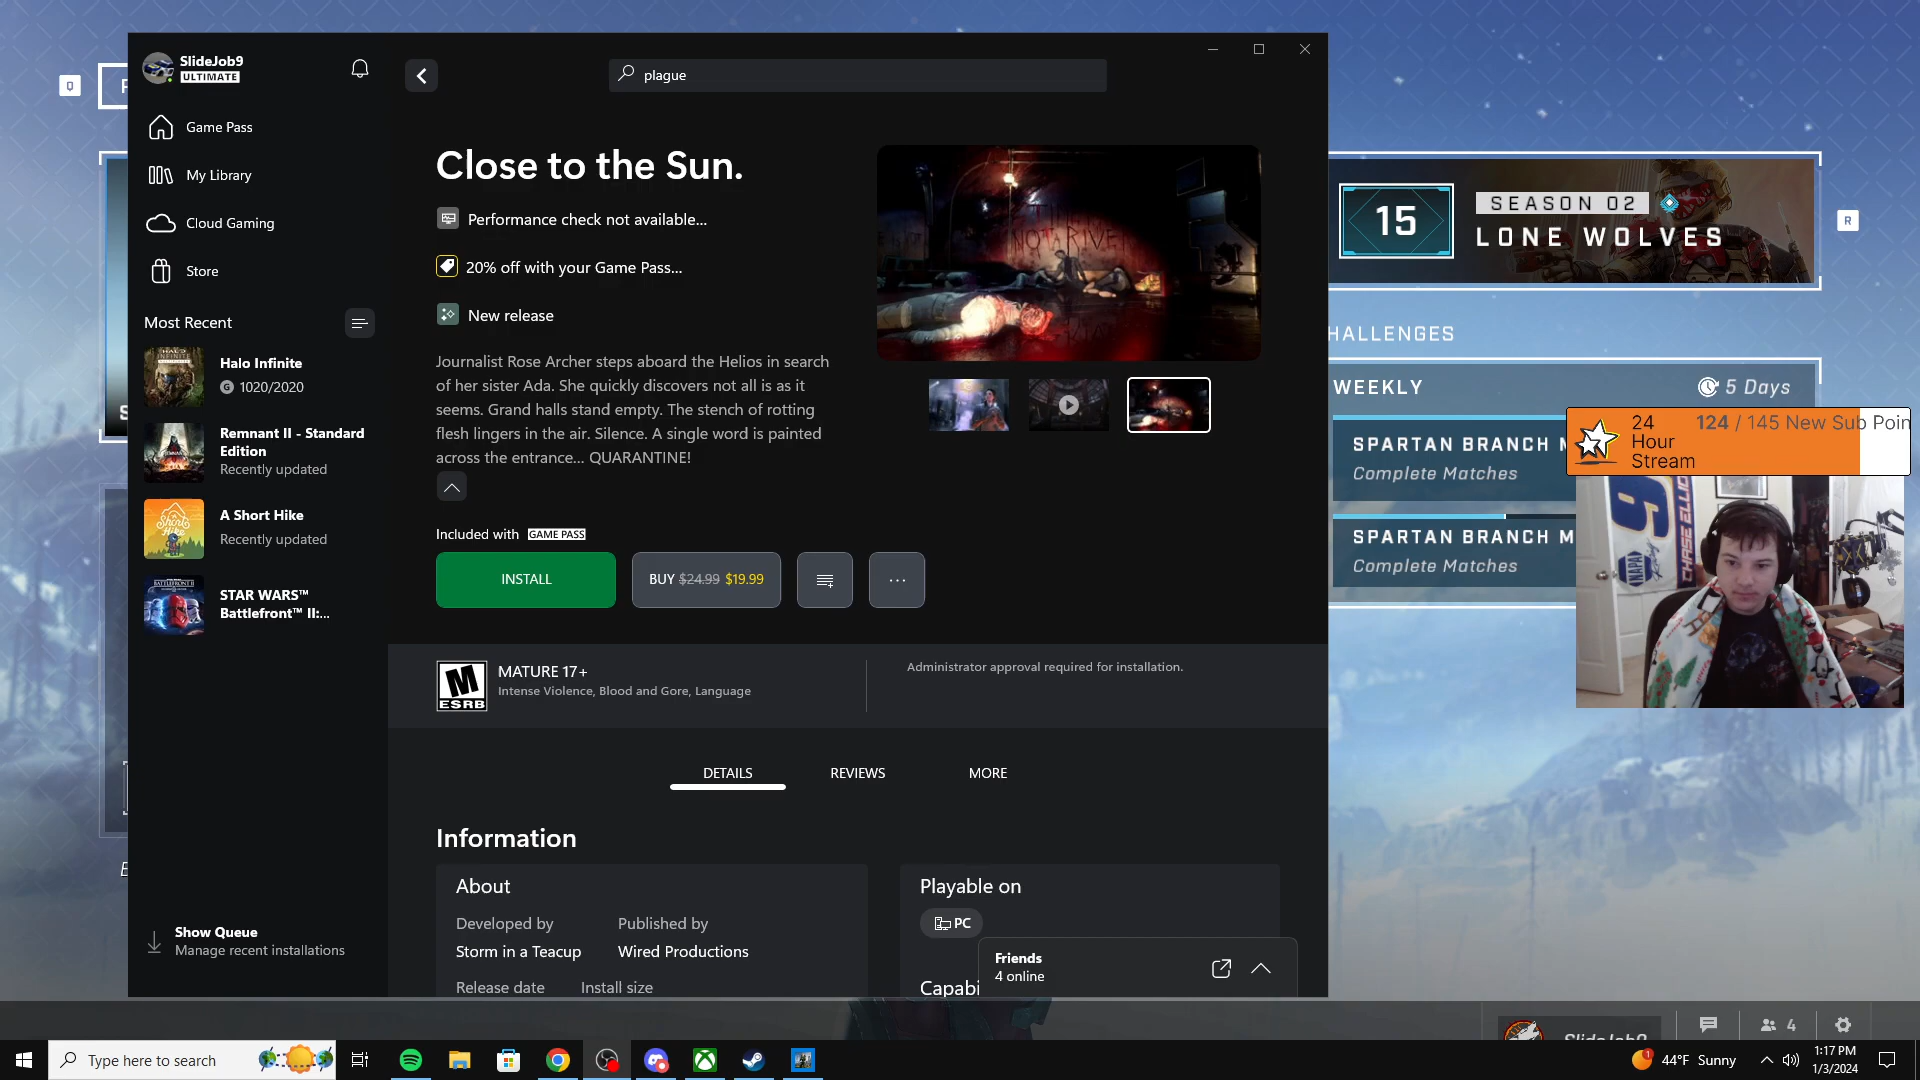 SlideJob9
ULTIMATE
plague
Game Pass
My Library
Cloud Gaming
Store
Most Recent
Halo Infinite
G 1020/2020
Remnant II - Standard
Edition
Recently updated
A Short Hike
Recently updated
STAR WARS™
Battlefront™ II:...
Show Queue
Manage recent installations
Close to the Sun.
Performance check not available...
20% off with your Game Pass...
New release
Journalist Rose Archer steps aboard the Helios in search
of her sister Ada. She quickly discovers not all is as it
seems. Grand halls stand empty. The stench of rotting
flesh lingers in the air. Silence. A single word is painted
across the entrance... QUARANTINE!
Included with GAME PASS
INSTALL
BUY $24.99 $19.99
M
ESRB
MATURE 17+
Intense Violence, Blood and Gore, Language
Administrator approval required for installation.
DETAILS
REVIEWS
MORE
Information
About
Developed by
Published by
Storm in a Teacup
Wired Productions
Release date
Install size
Playable on
PC
Capabi
Friends
4 online
Q
R
15
SEASON 02
LONE WOLVES
HALLENGES
WEEKLY
5 Days
SPARTAN BRANCH M
Complete Matches
SPARTAN BRANCH M
Complete Matches
24
Hour
Stream
124 / 145 New Sub Poin
9
NAPA
CHASE ELLIO
SlideJob9
4
Type here to search
1
44°F Sunny
1:17 PM
1/3/2024